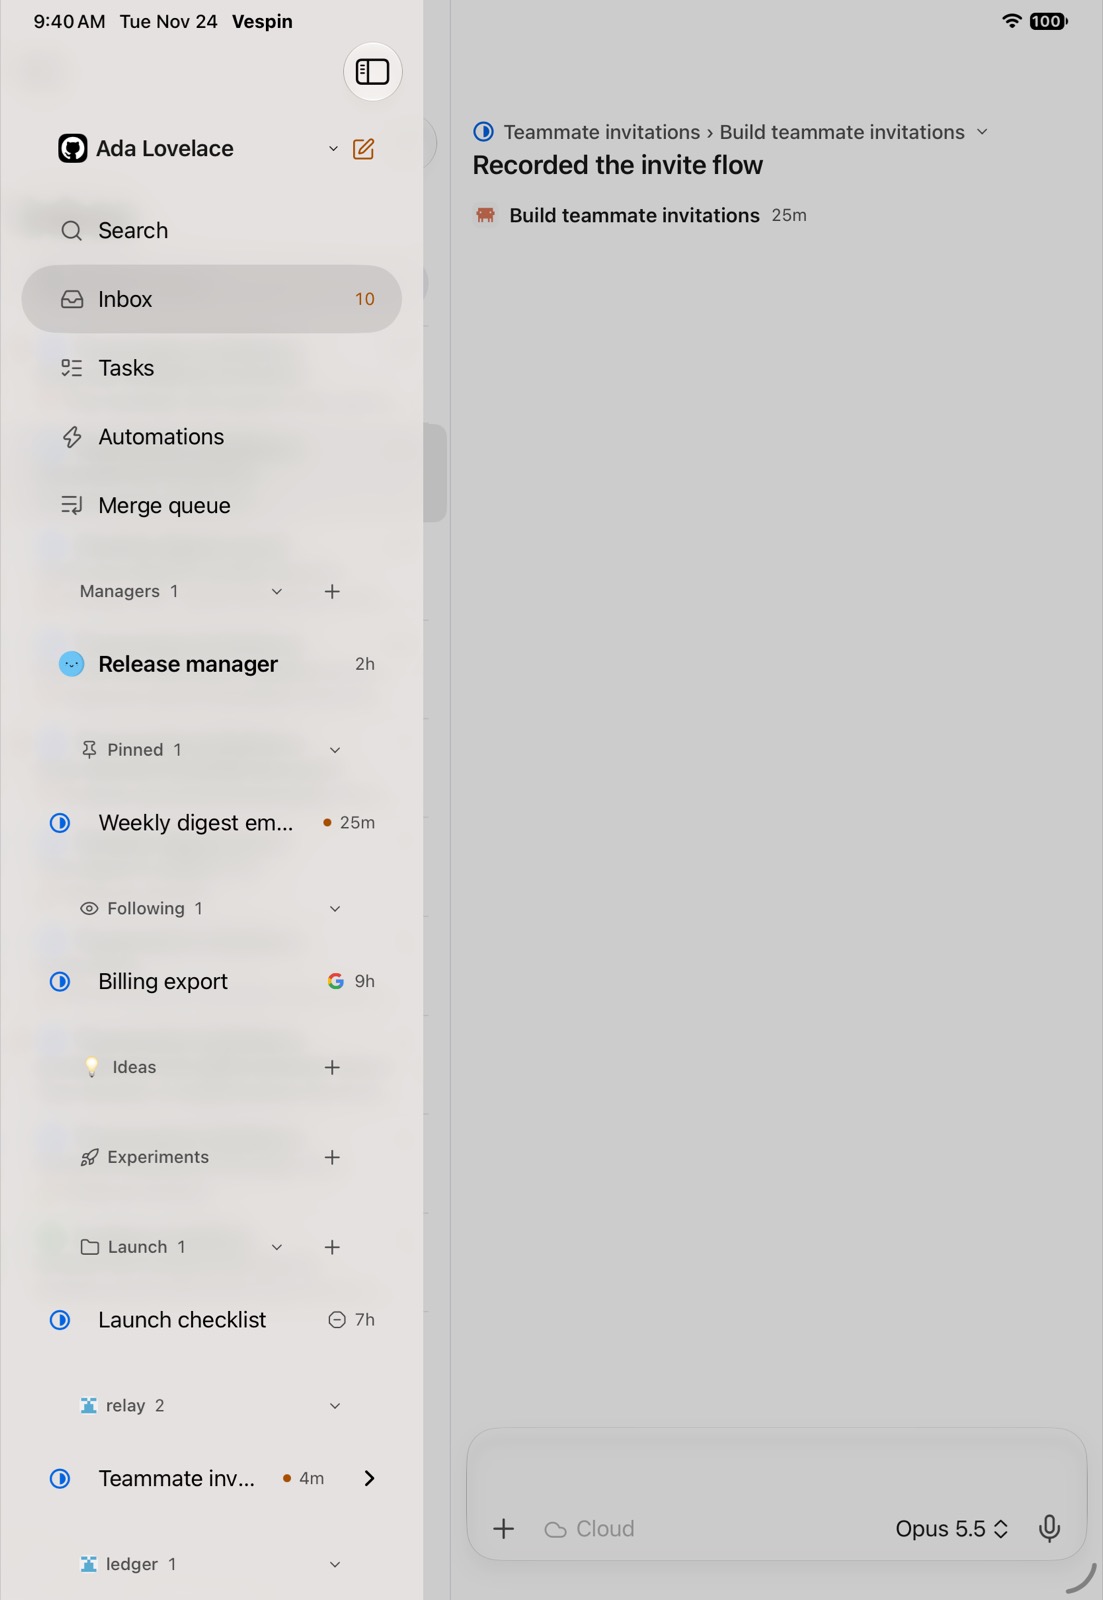 9:40 AM Tue Nov 24 Vespin
100
Ada Lovelace
Search
Inbox 10
Tasks
Automations
Merge queue
Managers 1
Release manager 2h
Pinned 1
Weekly digest em... 25m
Following 1
Billing export 9h
Ideas
Experiments
Launch 1
Launch checklist 7h
relay 2
Teammate inv... 4m
ledger 1
Teammate invitations › Build teammate invitations
Recorded the invite flow
Build teammate invitations 25m
Cloud
Opus 5.5